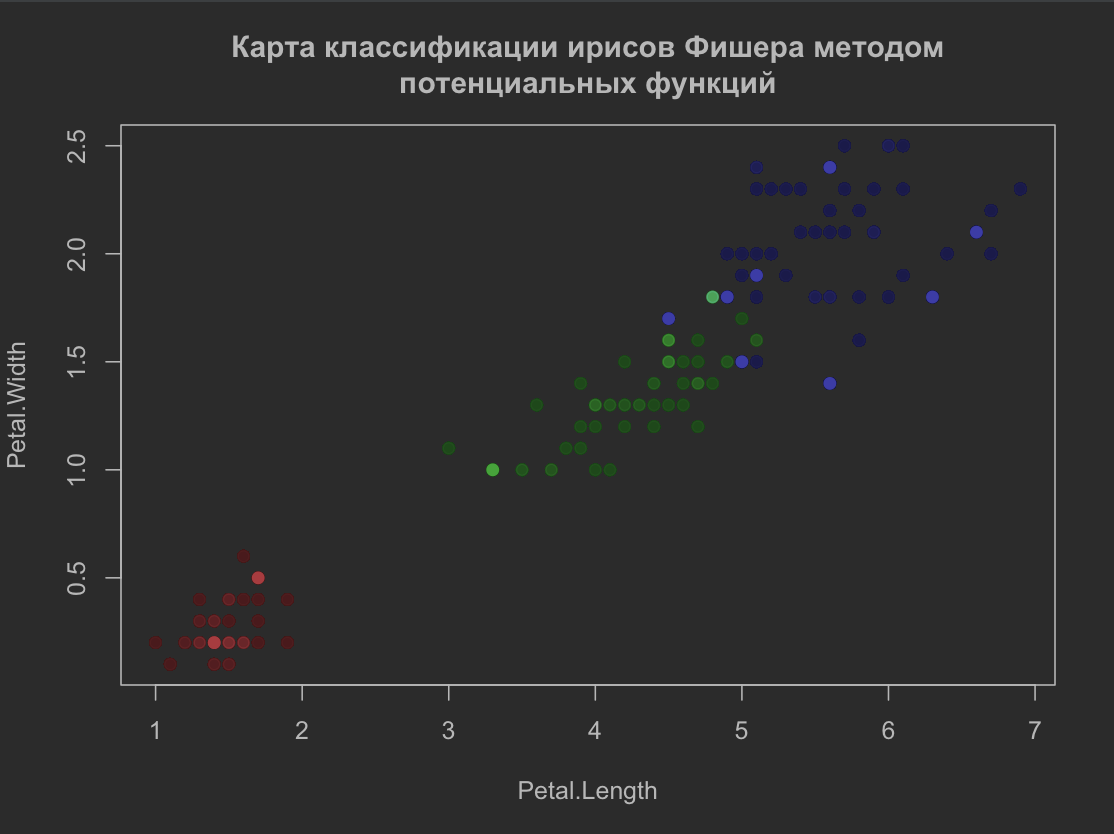 Карта классификации ирисов Фишера методом
потенциальных функций
2.5
2.0
1.5
1.0
0.5
Petal.Width
1 2 3 4 5 6 7
Petal.Length